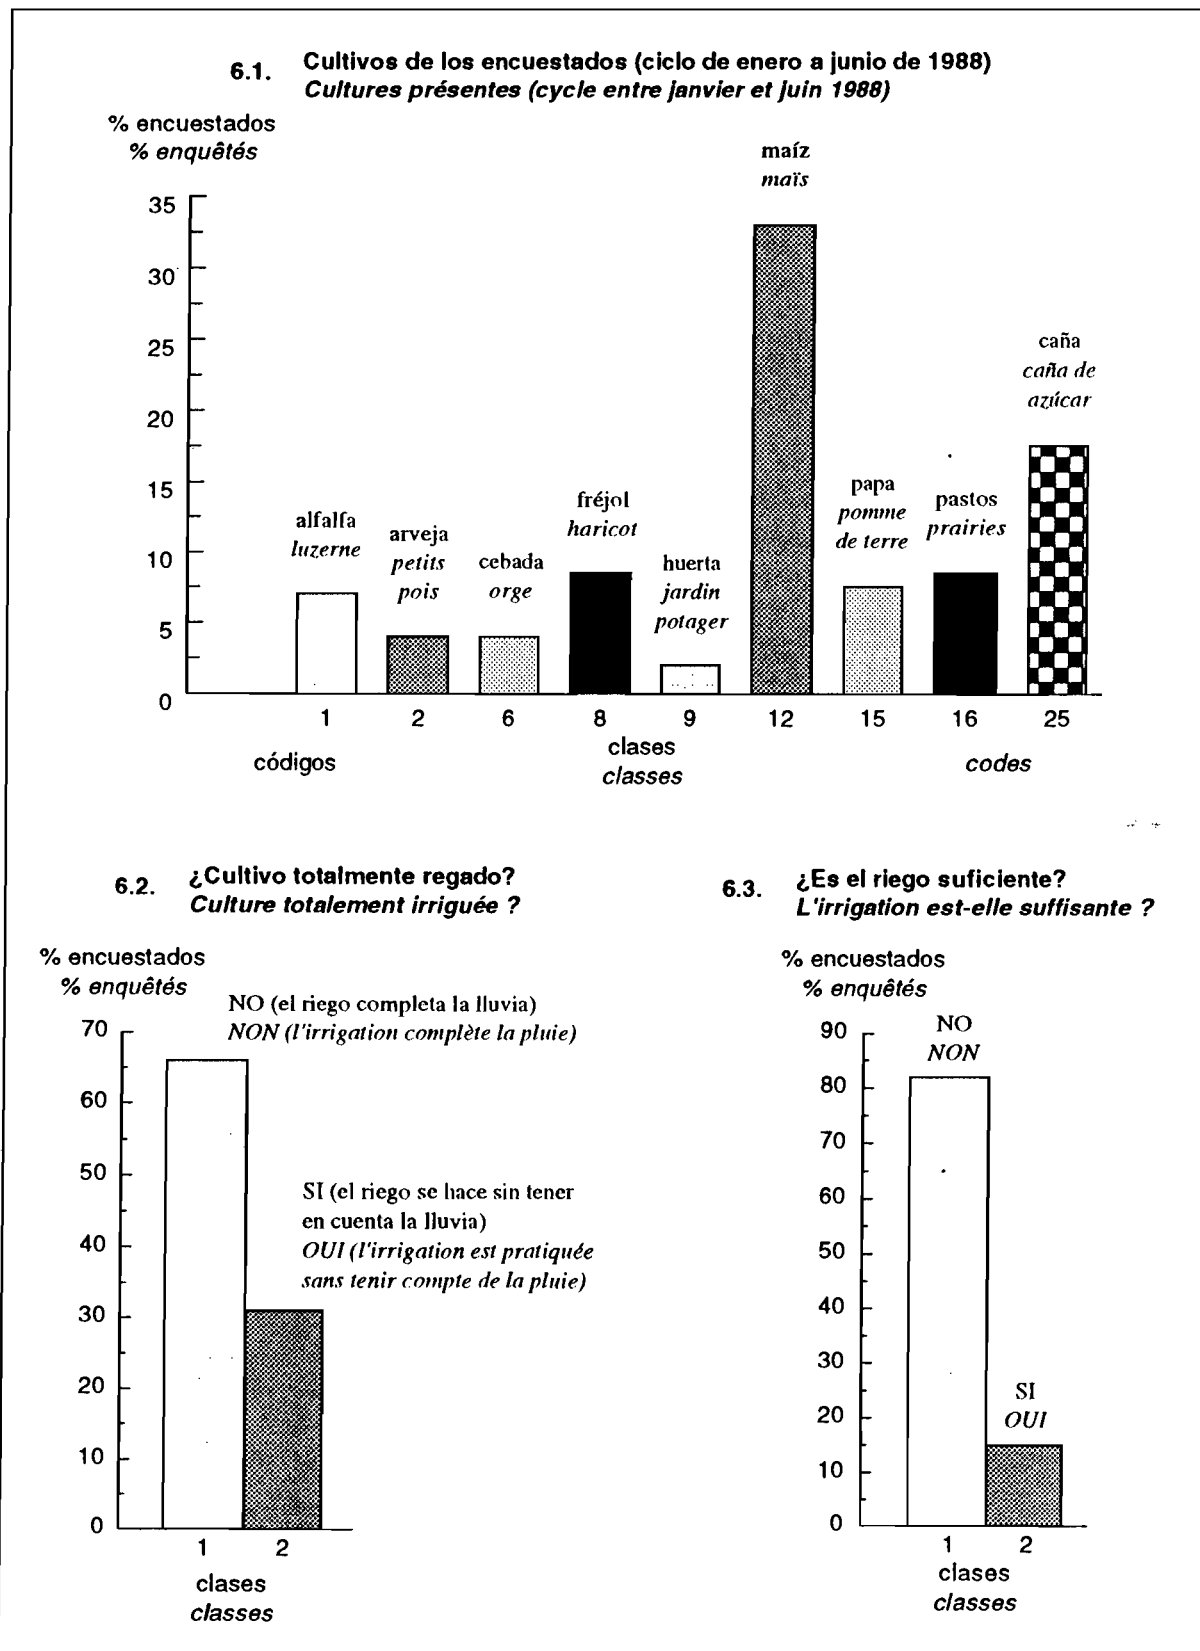 6.1. Cultivos de los encuestados (ciclo de enero a junio de 1988)
Cultures présentes (cycle entre janvier et juin 1988)
% encuestados
% enquêtés
35
30
25
20
15
10
5
0
alfalfa
luzerne
arveja
petits
pois
cebada
orge
fréjol
haricot
huerta
jardin
potager
maíz
maïs
papa
pomme
de terre
pastos
prairies
caña
caña de
azúcar
1 2 6 8 9 12 15 16 25
códigos
clases
classes
codes
6.2. ¿Cultivo totalmente regado?
Culture totalement irriguée ?
% encuestados
% enquêtés
NO (el riego completa la lluvia)
NON (l'irrigation complète la pluie)
70
60
50
40
30
20
10
0
SI (el riego se hace sin tener
en cuenta la lluvia)
OUI (l'irrigation est pratiquée
sans tenir compte de la pluie)
1 2
clases
classes
6.3. ¿Es el riego suficiente?
L'irrigation est-elle suffisante ?
% encuestados
% enquêtés
90
80
70
60
50
40
30
20
10
0
NO
NON
SI
OUI
1 2
clases
classes